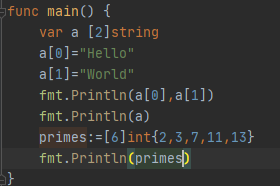 func main() {
var a [2]string
a[0]="Hello"
a[1]="World"
fmt.Println(a[0],a[1])
fmt.Println(a)
primes:=[6]int{2,3,7,11,13}
fmt.Println(primes)
}